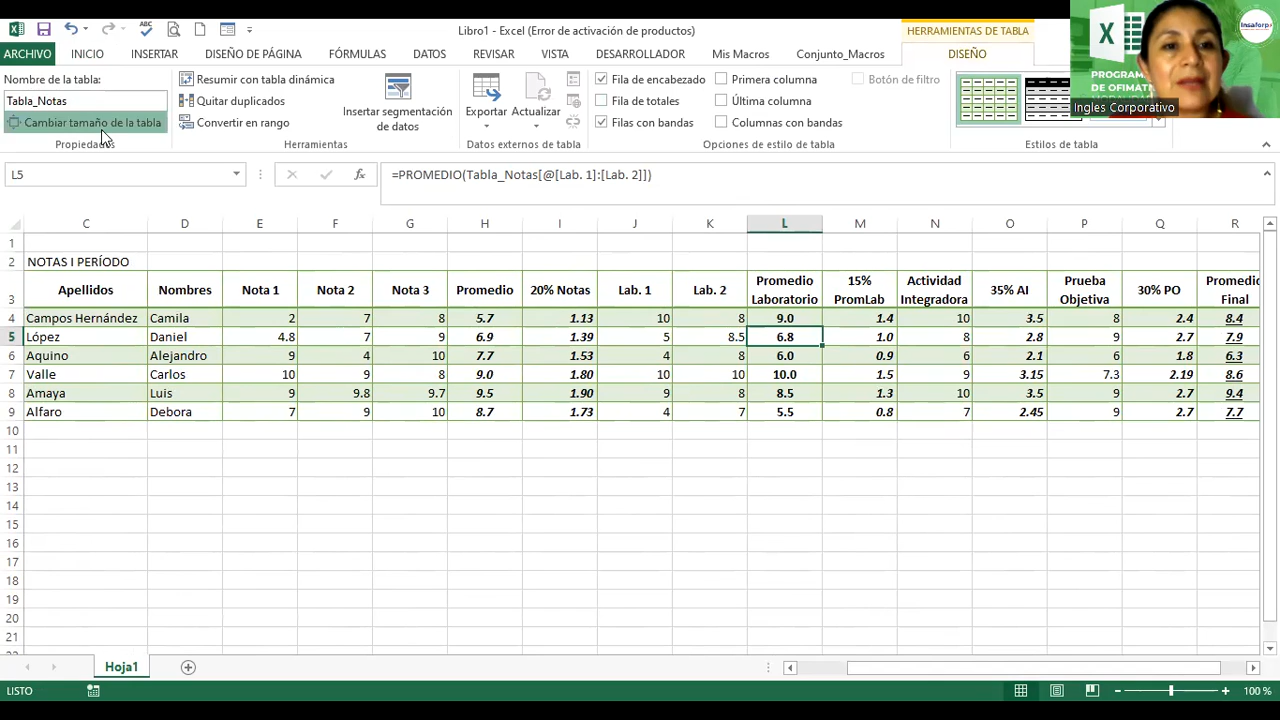 Libro1 - Excel (Error de activación de productos)
HERRAMIENTAS DE TABLA
ARCHIVO INICIO INSERTAR DISEÑO DE PÁGINA FÓRMULAS DATOS REVISAR VISTA DESARROLLADOR Mis Macros Conjunto_Macros DISEÑO
Nombre de la tabla:
Tabla_Notas
Cambiar tamaño de la tabla
Propiedades
Resumir con tabla dinámica
Quitar duplicados
Convertir en rango
Insertar segmentación
de datos
Herramientas
Exportar Actualizar
Datos externos de tabla
Fila de encabezado Primera columna Botón de filtro
Fila de totales Última columna
Filas con bandas Columnas con bandas
Opciones de estilo de tabla
Estilos de tabla
X
Insaforp
PROGRAM
DE OFIMÁT
Ingles Corporativo
L5 fx =PROMEDIO(Tabla_Notas[@[Lab. 1]:[Lab. 2]])
C D E F G H I J K L M N O P Q R
1
2 NOTAS I PERÍODO
3 Apellidos Nombres Nota 1 Nota 2 Nota 3 Promedio 20% Notas Lab. 1 Lab. 2 Promedio Laboratorio 15% PromLab Actividad Integradora 35% AI Prueba Objetiva 30% PO Promedio Final
4 Campos Hernández Camila 2 7 8 5.7 1.13 10 8 9.0 1.4 10 3.5 8 2.4 8.4
5 López Daniel 4.8 7 9 6.9 1.39 5 8.5 6.8 1.0 8 2.8 9 2.7 7.9
6 Aquino Alejandro 9 4 10 7.7 1.53 4 8 6.0 0.9 6 2.1 6 1.8 6.3
7 Valle Carlos 10 9 8 9.0 1.80 10 10 10.0 1.5 9 3.15 7.3 2.19 8.6
8 Amaya Luis 9 9.8 9.7 9.5 1.90 9 8 8.5 1.3 10 3.5 9 2.7 9.4
9 Alfaro Debora 7 9 10 8.7 1.73 4 7 5.5 0.8 7 2.45 9 2.7 7.7
10
11
12
13
14
15
16
17
18
19
20
21
Hoja1
LISTO
100 %